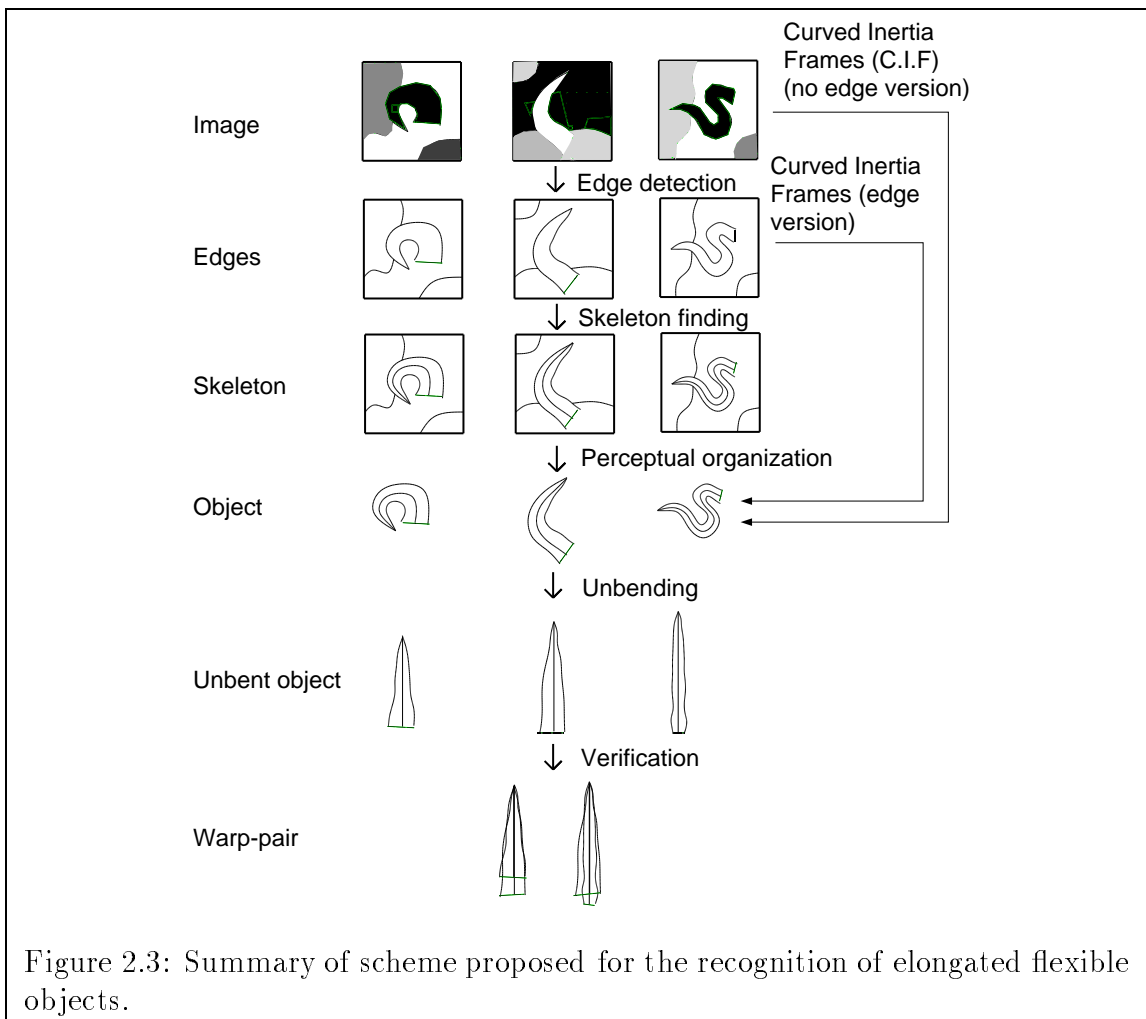 Curved Inertia
Frames (C.I.F)
(no edge version)
Image
Edge detection
Curved Inertia
Frames (edge
version)
Edges
Skeleton finding
Skeleton
Perceptual organization
Object
Unbending
Unbent object
Verification
Warp-pair
Figure 2.3: Summary of scheme proposed for the recognition of elongated flexible
objects.